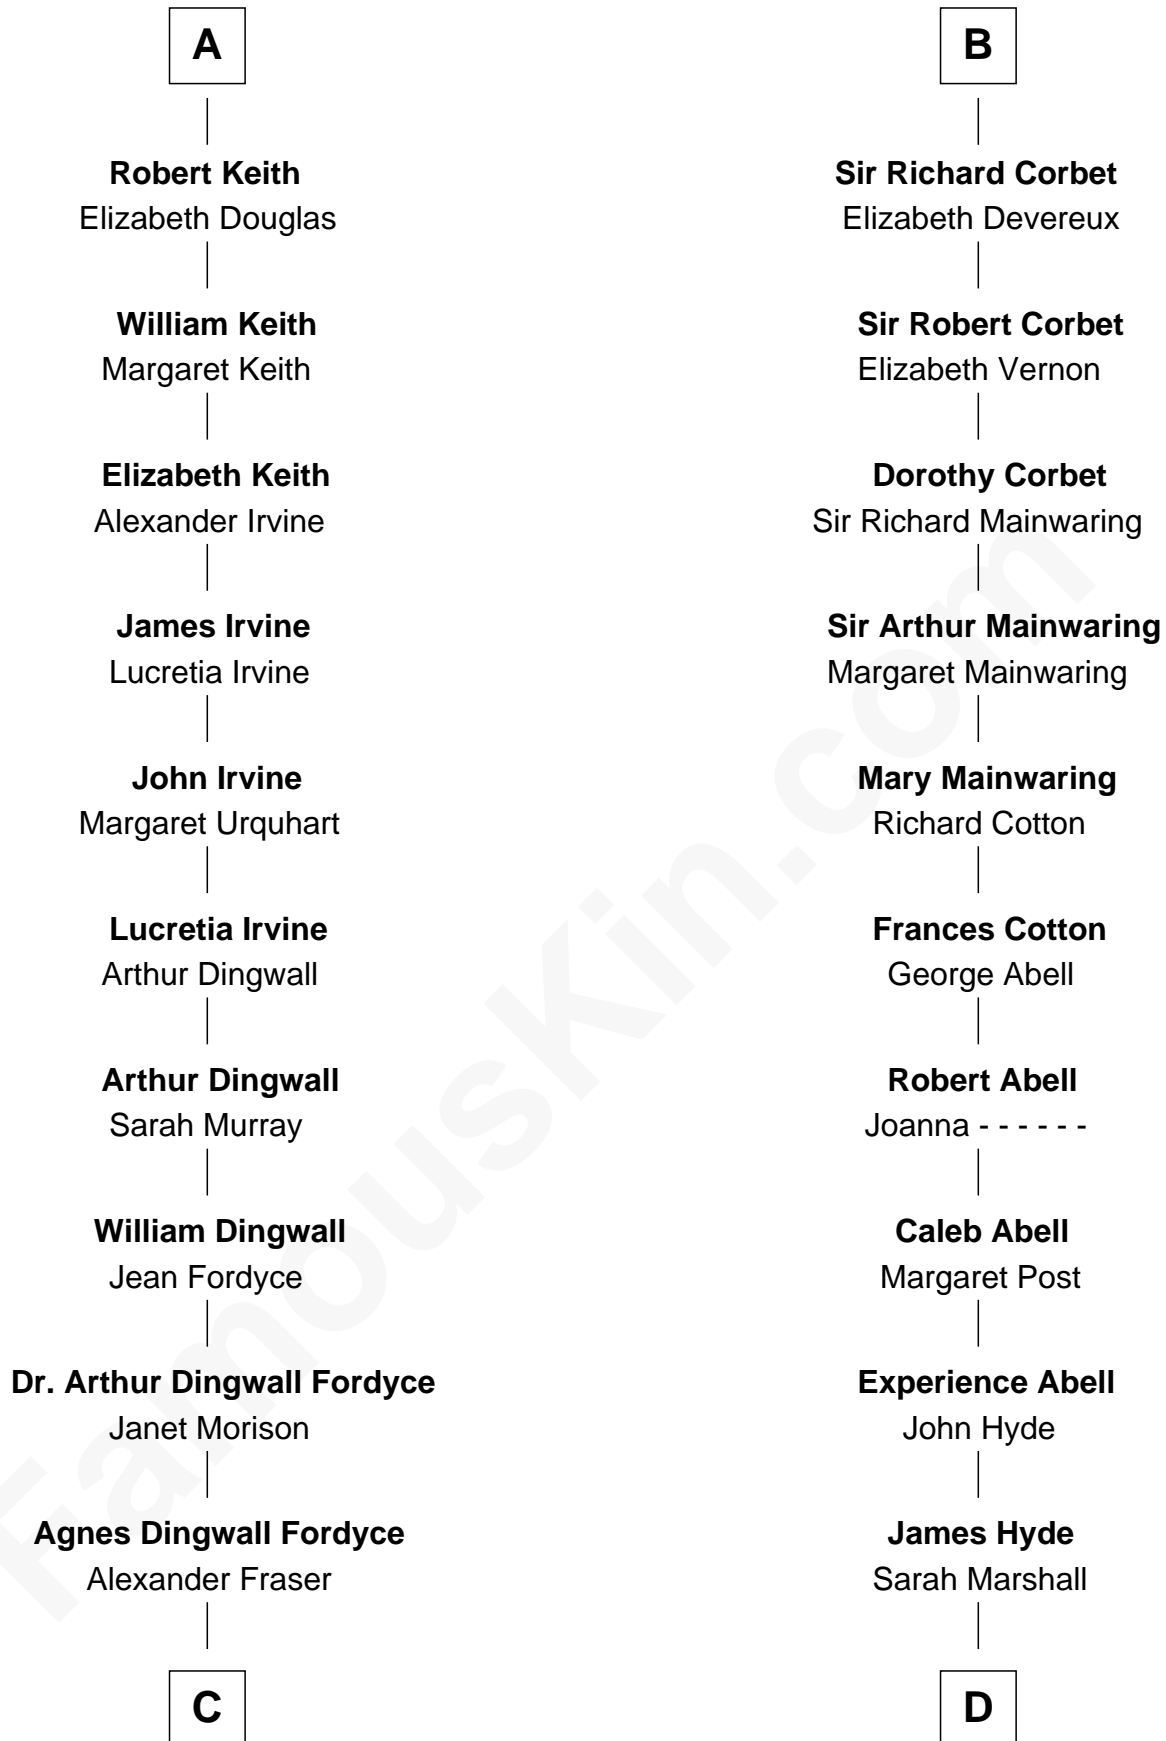 A
Robert Keith
Elizabeth Douglas
William Keith
Margaret Keith
Elizabeth Keith
Alexander Irvine
James Irvine
Lucretia Irvine
John Irvine
Margaret Urquhart
Lucretia Irvine
Arthur Dingwall
Arthur Dingwall
Sarah Murray
William Dingwall
Jean Fordyce
Dr. Arthur Dingwall Fordyce
Janet Morison
Agnes Dingwall Fordyce
Alexander Fraser
C
B
Sir Richard Corbet
Elizabeth Devereux
Sir Robert Corbet
Elizabeth Vernon
Dorothy Corbet
Sir Richard Mainwaring
Sir Arthur Mainwaring
Margaret Mainwaring
Mary Mainwaring
Richard Cotton
Frances Cotton
George Abell
Robert Abell
Joanna - - - - - -
Caleb Abell
Margaret Post
Experience Abell
John Hyde
James Hyde
Sarah Marshall
D
FamousKin.com